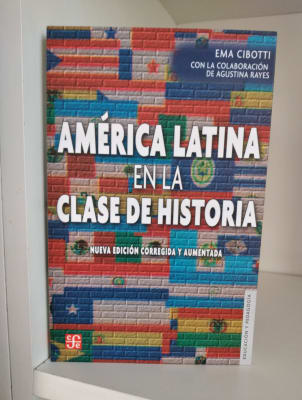 EMA CIBOTTI
CON LA COLABORACIÓN
DE AGUSTINA RAYES
AMÉRICA LATINA
EN LA
CLASE DE HISTORIA
NUEVA EDICIÓN CORREGIDA Y AUMENTADA
EDUCACIÓN Y PEDAGOGÍA